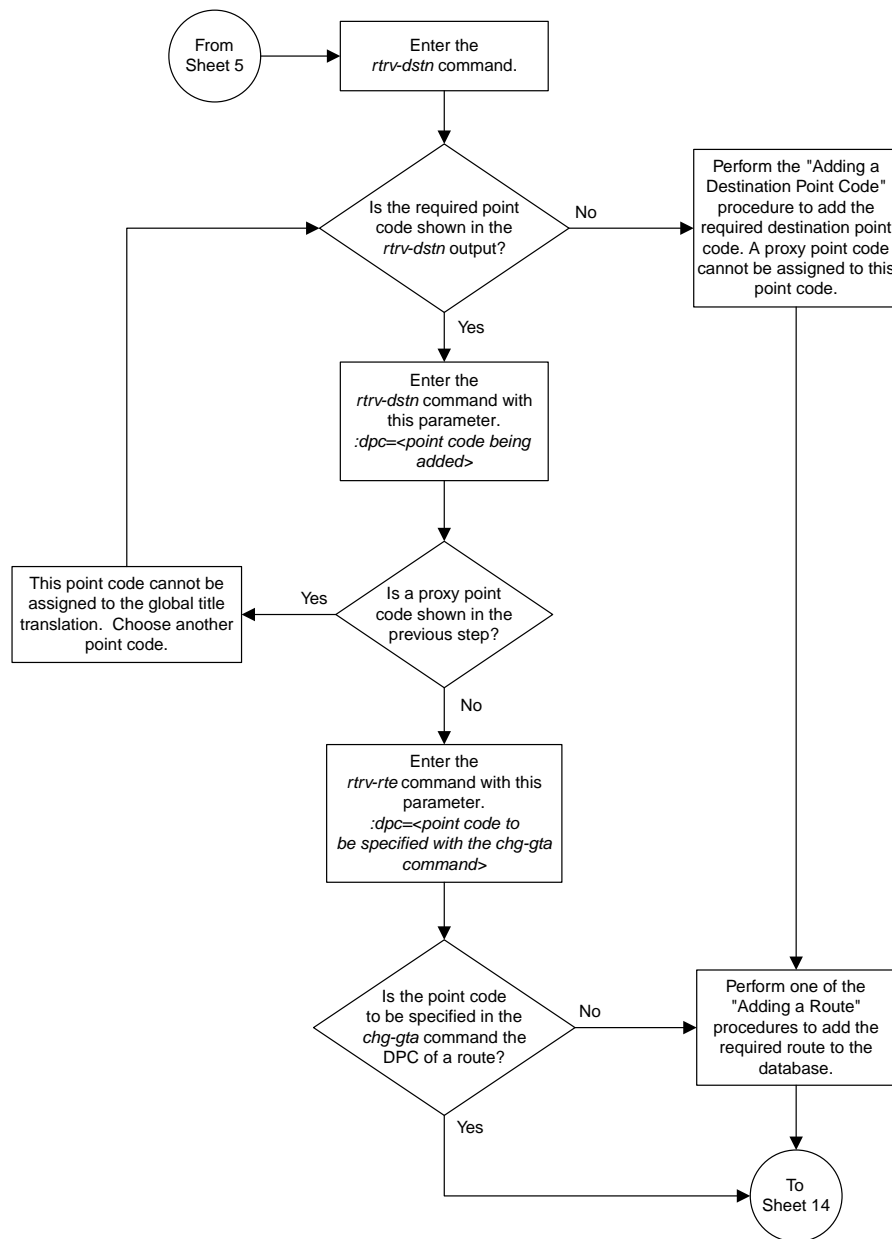 From
Sheet 5
Enter the
rtrv-dstn command.
Is the required point
code shown in the
rtrv-dstn output?
No
Perform the "Adding a
Destination Point Code"
procedure to add the
required destination point
code. A proxy point code
cannot be assigned to this
point code.
Yes
Enter the
rtrv-dstn command with
this parameter.
:dpc=<point code being
added>
Is a proxy point
code shown in the
previous step?
Yes
This point code cannot be
assigned to the global title
translation. Choose another
point code.
No
Enter the
rtrv-rte command with this
parameter.
:dpc=<point code to
be specified with the chg-gta
command>
Is the point code
to be specified in the
chg-gta command the
DPC of a route?
No
Perform one of the
"Adding a Route"
procedures to add the
required route to the
database.
Yes
To
Sheet 14